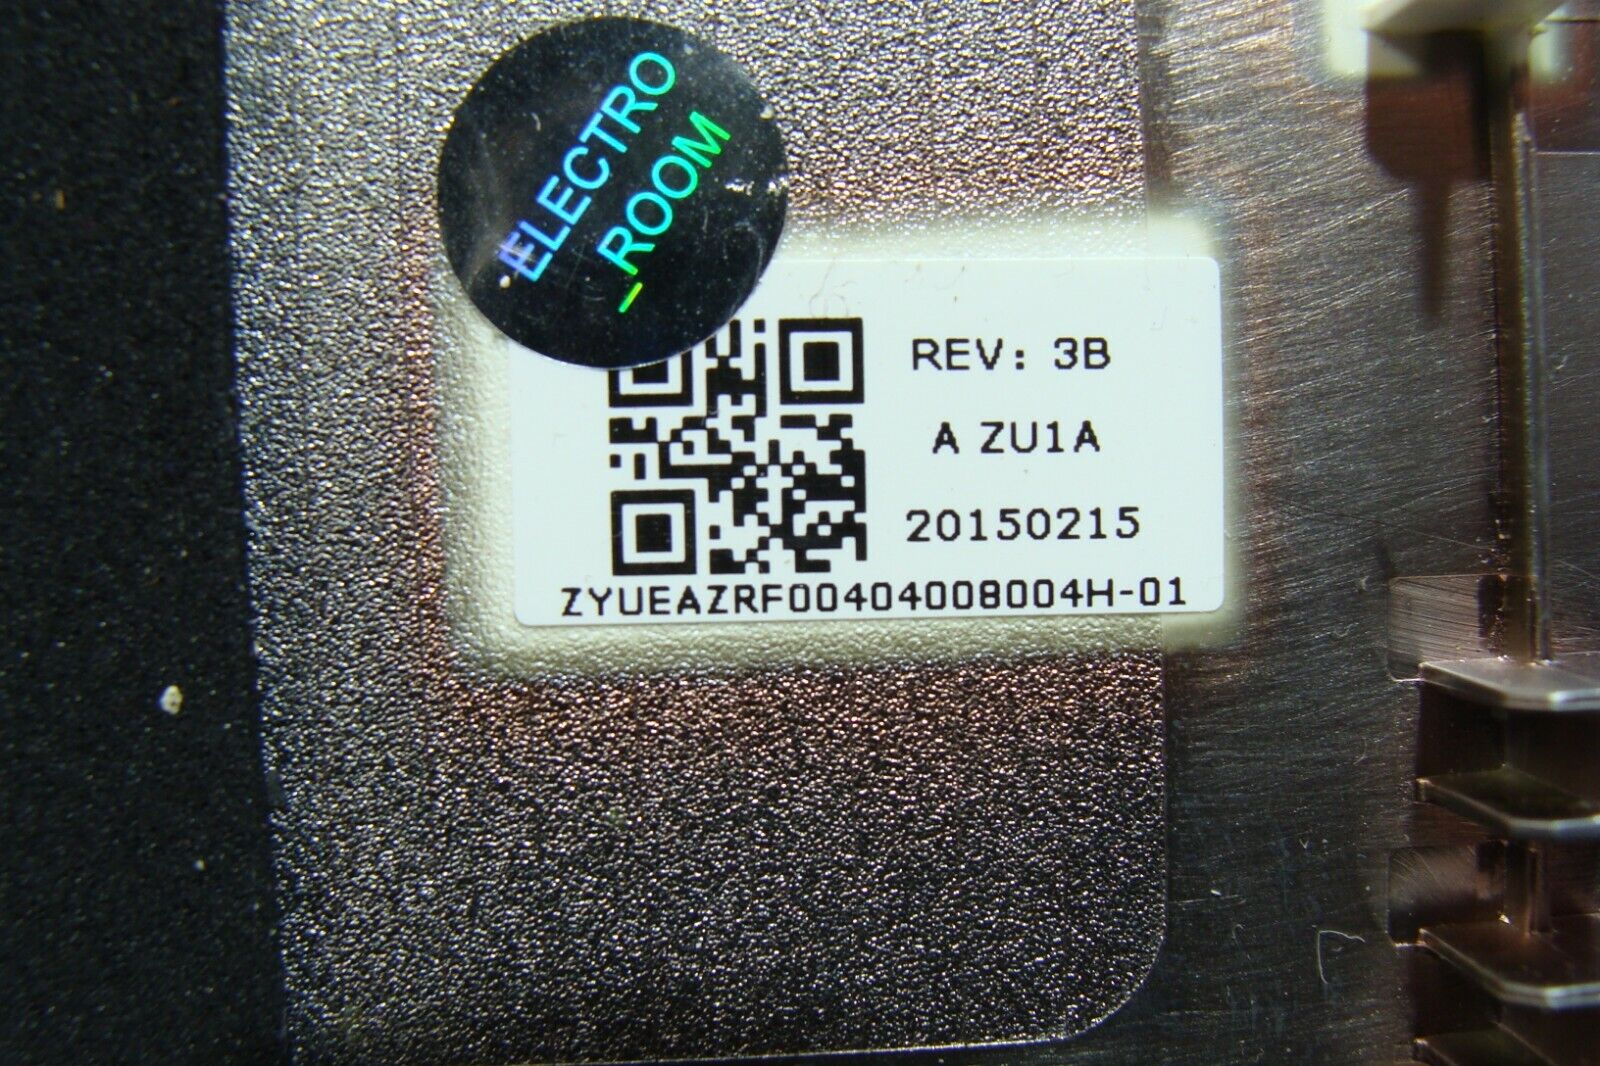 ELECTRO
_ROOM
REV: 3B
A ZU1A
20150215
ZYUEAZRF00404008004H-01